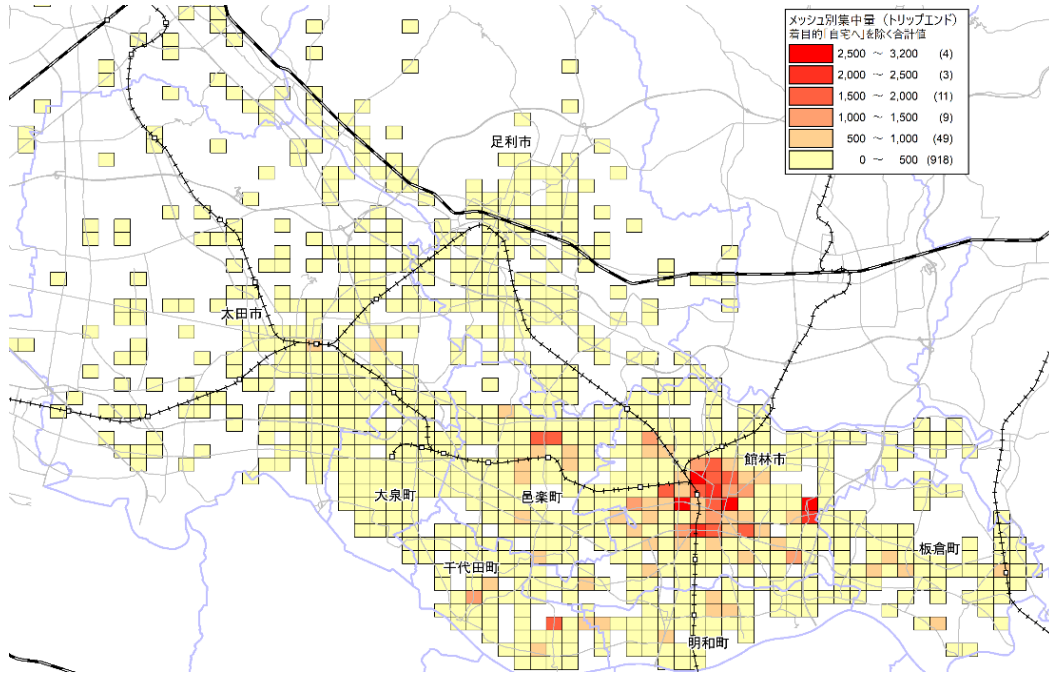 メッシュ別集中量 (トリップエンド)
着目的「自宅へ」を除く合計値
2,500 ～ 3,200 (4)
2,000 ～ 2,500 (3)
1,500 ～ 2,000 (11)
1,000 ～ 1,500 (9)
500 ～ 1,000 (49)
0 ～ 500 (918)
足利市
太田市
館林市
大泉町
邑楽町
板倉町
千代田町
明和町